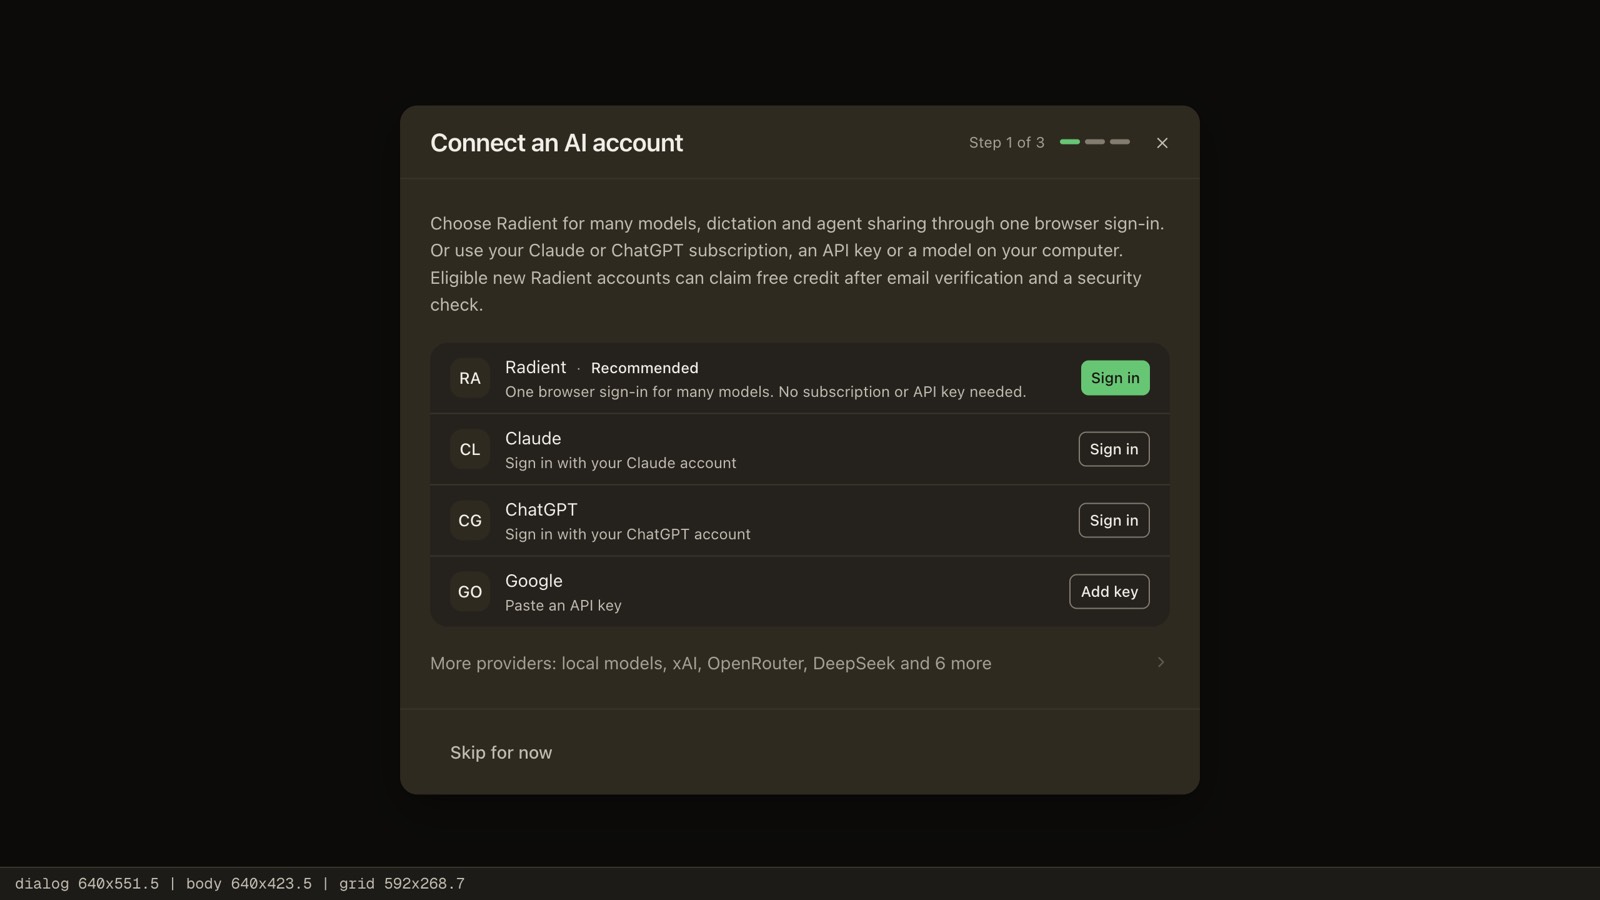 Connect an AI account
Step 1 of 3
Choose Radient for many models, dictation and agent sharing through one browser sign-in.
Or use your Claude or ChatGPT subscription, an API key or a model on your computer.
Eligible new Radient accounts can claim free credit after email verification and a security
check.
RA
Radient · Recommended
One browser sign-in for many models. No subscription or API key needed.
Sign in
CL
Claude
Sign in with your Claude account
Sign in
CG
ChatGPT
Sign in with your ChatGPT account
Sign in
GO
Google
Paste an API key
Add key
More providers: local models, xAI, OpenRouter, DeepSeek and 6 more
Skip for now
dialog 640x551.5 | body 640x423.5 | grid 592x268.7